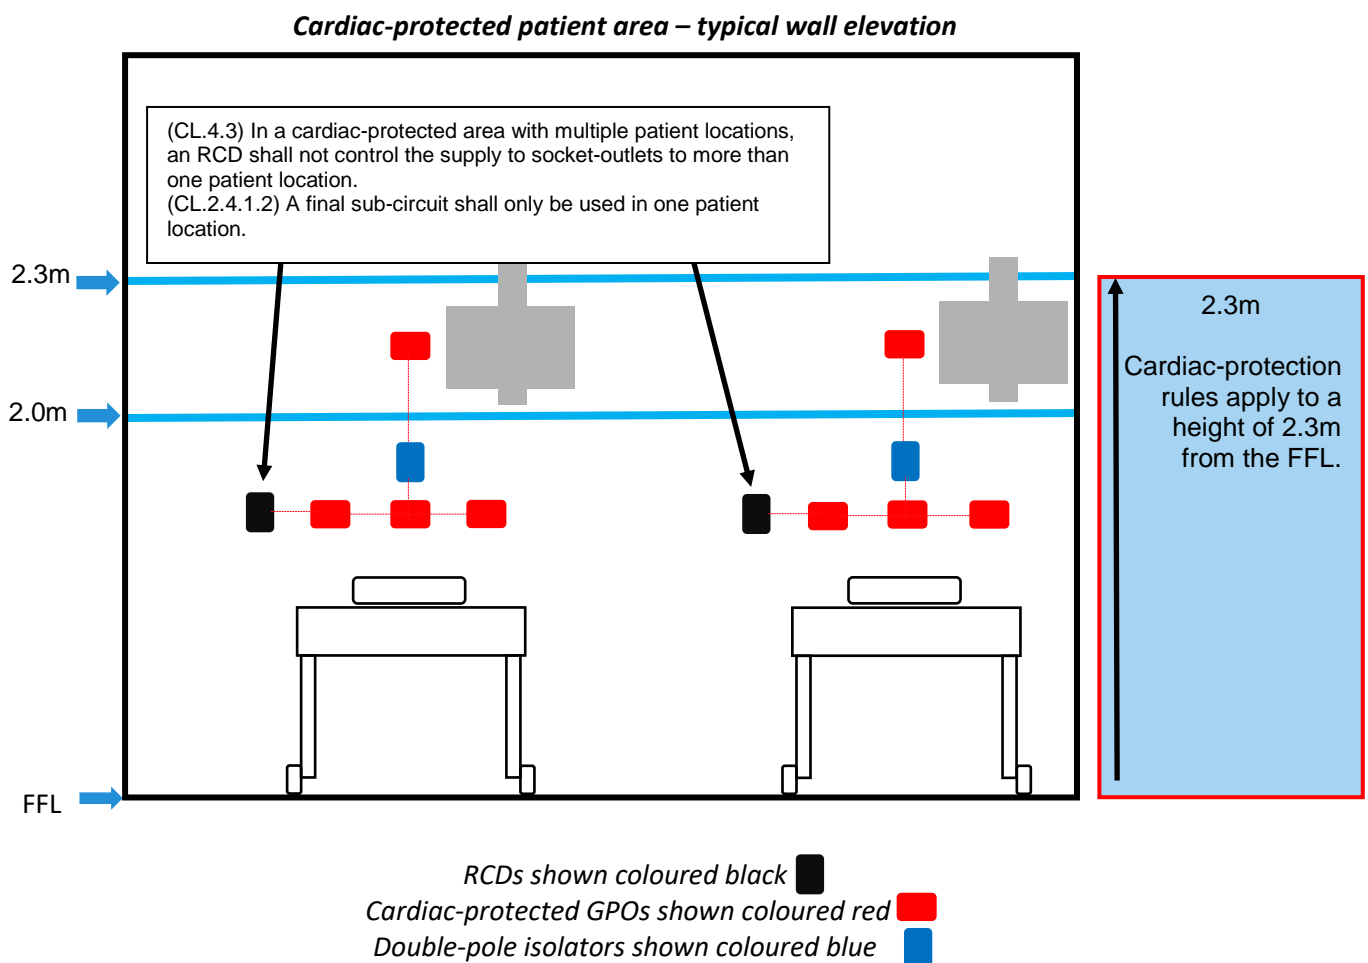 Cardiac-protected patient area – typical wall elevation
(CL.4.3) In a cardiac-protected area with multiple patient locations,
an RCD shall not control the supply to socket-outlets to more than
one patient location.
(CL.2.4.1.2) A final sub-circuit shall only be used in one patient
location.
2.3m
2.0m
FFL
2.3m
Cardiac-protection
rules apply to a
height of 2.3m
from the FFL.
RCDs shown coloured black
Cardiac-protected GPOs shown coloured red
Double-pole isolators shown coloured blue